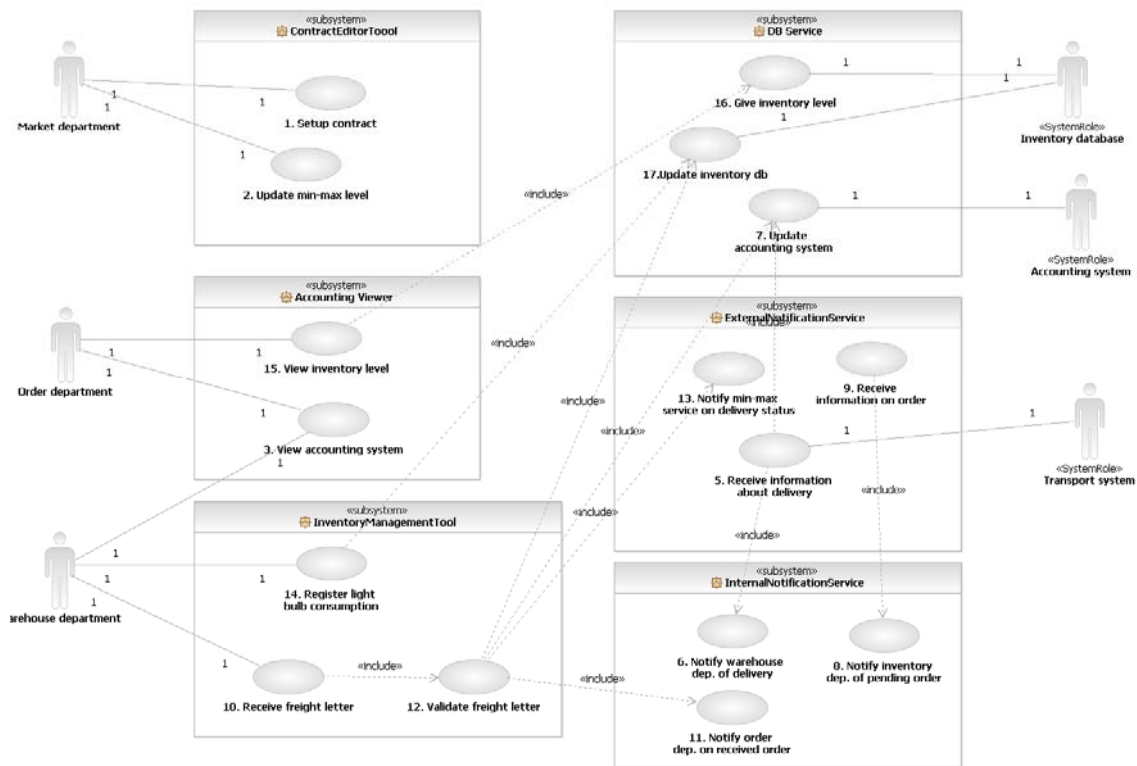 «subsystem»
ContractEditorToool
Market department
1
1
1
1
1. Setup contract
2. Update min-max level
«subsystem»
DB Service
1
1
1
1
16. Give inventory level
17.Update inventory db
1
1
7. Update
accounting system
«SystemRole»
Inventory database
«SystemRole»
Accounting system
«include»
«subsystem»
Accounting Viewer
Order department
1
1
1
1
15. View inventory level
3. View accounting system
1
«include»
«include»
«include»
«include»
«subsystem»
ExternalNotificationService
«include»
13. Notify min-max
service on delivery status
9. Receive
information on order
1
1
5. Receive information
about delivery
«SystemRole»
Transport system
«include»
«include»
«subsystem»
InventoryManagementTool
arehouse department
1
1
1
1
14. Register light
bulb consumption
10. Receive freight letter
«include»
12. Validate freight letter
«include»
«subsystem»
InternalNotificationService
6. Notify warehouse
dep. of delivery
8. Notify inventory
dep. of pending order
11. Notify order
dep. on received order